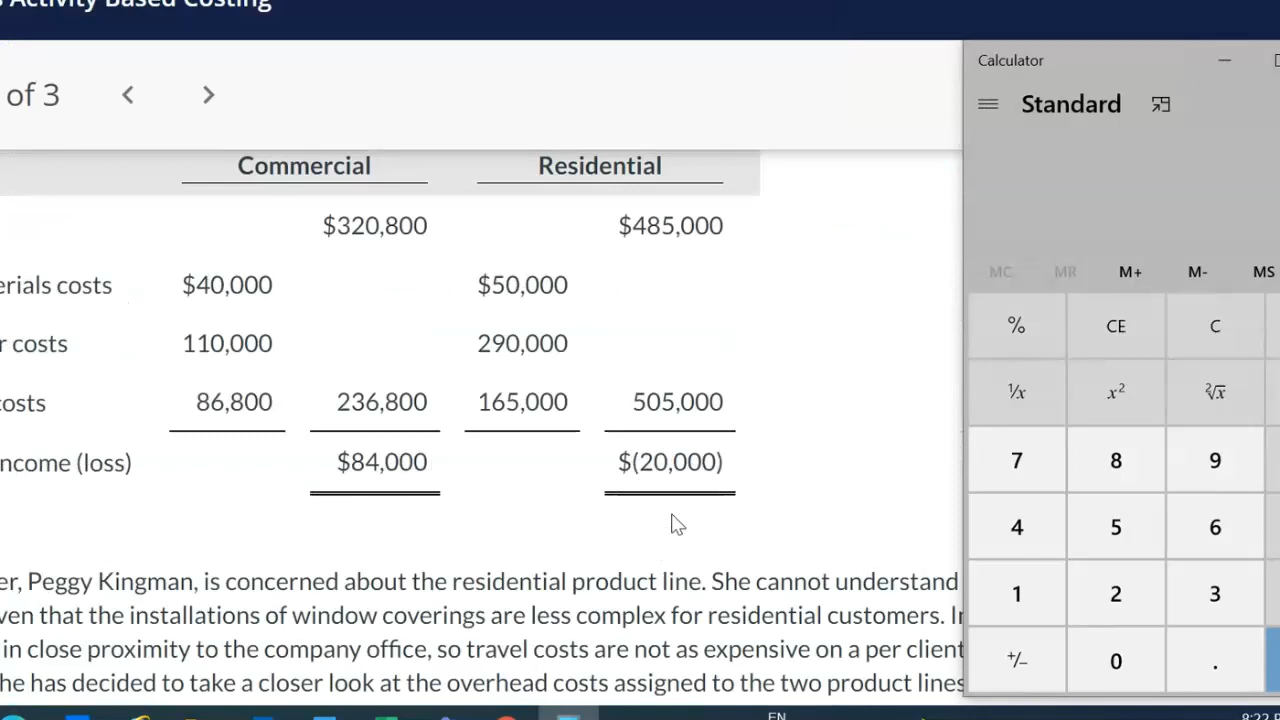 Activity Based Costing
of 3
Commercial Residential
$320,800 $485,000
erials costs $40,000 $50,000
r costs 110,000 290,000
costs 86,800 236,800 165,000 505,000
ncome (loss) $84,000 $(20,000)
er, Peggy Kingman, is concerned about the residential product line. She cannot understand
ven that the installations of window coverings are less complex for residential customers. In
in close proximity to the company office, so travel costs are not as expensive on a per client
he has decided to take a closer look at the overhead costs assigned to the two product lines
Calculator
Standard
MC MR M+ M- MS
% CE C
1/x x² ²√x
7 8 9
4 5 6
1 2 3
+/- 0 .
EN